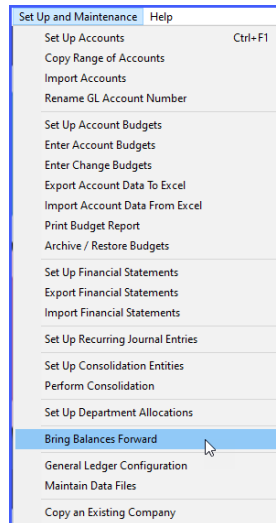 Set Up and Maintenance Help
Set Up Accounts Ctrl+F1
Copy Range of Accounts
Import Accounts
Rename GL Account Number
Set Up Account Budgets
Enter Account Budgets
Enter Change Budgets
Export Account Data To Excel
Import Account Data From Excel
Print Budget Report
Archive / Restore Budgets
Set Up Financial Statements
Export Financial Statements
Import Financial Statements
Set Up Recurring Journal Entries
Set Up Consolidation Entities
Perform Consolidation
Set Up Department Allocations
Bring Balances Forward
General Ledger Configuration
Maintain Data Files
Copy an Existing Company